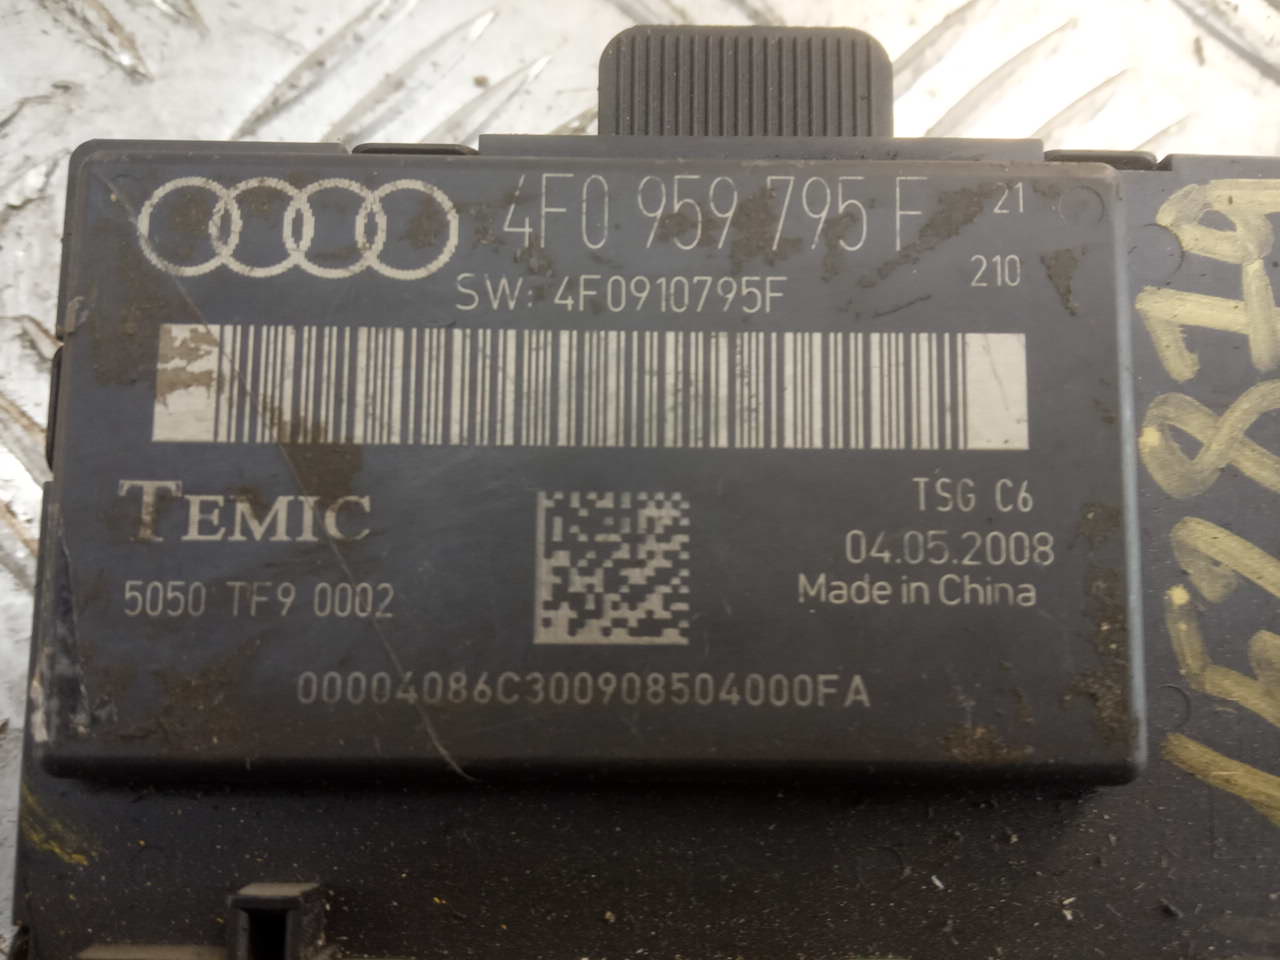 4F0 959 795 F 21
SW: 4F0910795F 210
TEMIC
TSG C6
04.05.2008
Made in China
5050 TF9 0002
00004086C300908504000FA